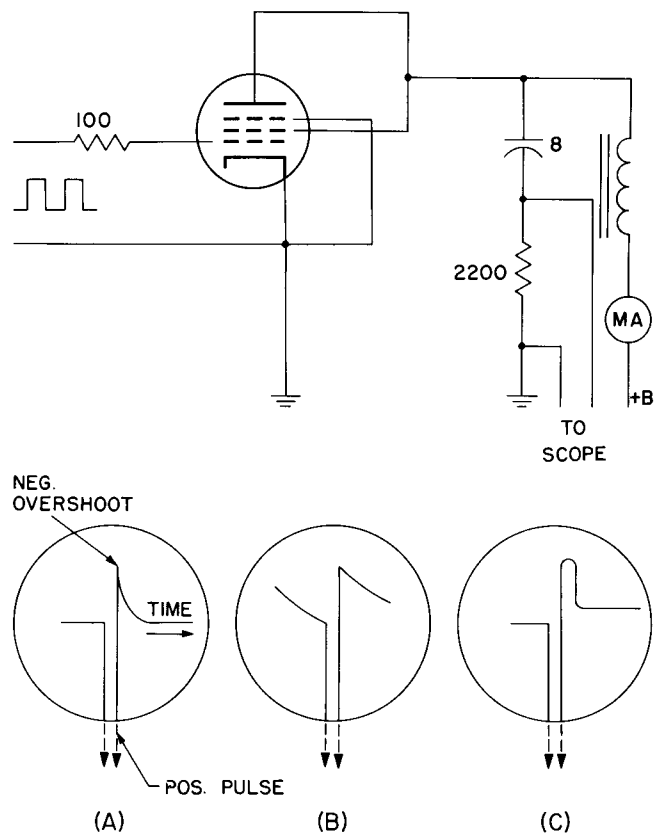 100
8
2200
MA
+B
TO
SCOPE
NEG.
OVERSHOOT
TIME
POS. PULSE
(A)
(B)
(C)